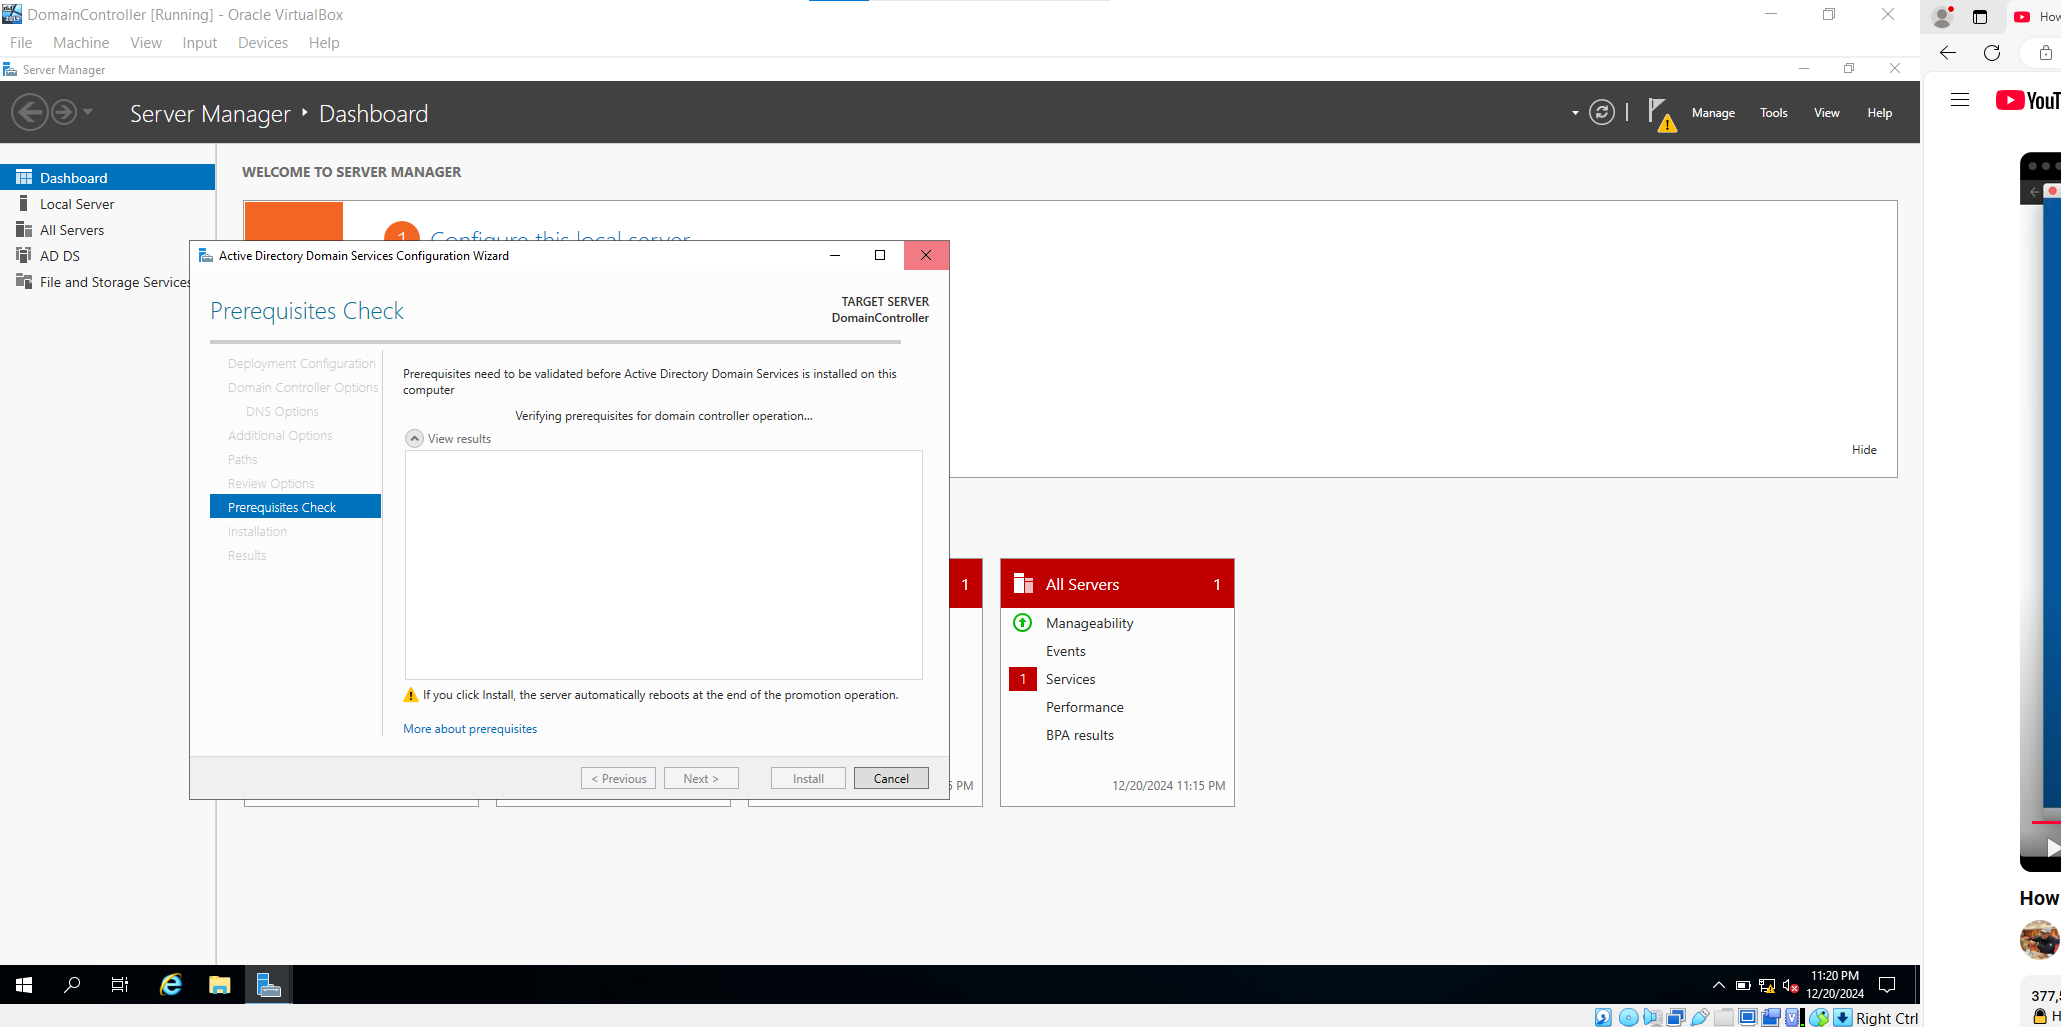 DomainController [Running] - Oracle VirtualBox
File Machine View Input Devices Help
Server Manager
Server Manager Dashboard
Manage Tools View Help
Dashboard
Local Server
All Servers
AD DS
File and Storage Services
WELCOME TO SERVER MANAGER
1 Configure this local server
Active Directory Domain Services Configuration Wizard
Prerequisites Check
TARGET SERVER
DomainController
Deployment Configuration
Domain Controller Options
DNS Options
Additional Options
Paths
Review Options
Prerequisites Check
Installation
Results
Prerequisites need to be validated before Active Directory Domain Services is installed on this
computer
Verifying prerequisites for domain controller operation...
View results
If you click Install, the server automatically reboots at the end of the promotion operation.
More about prerequisites
< Previous Next > Install Cancel
Hide
1
All Servers 1
Manageability
Events
1 Services
Performance
BPA results
PM
12/20/2024 11:15 PM
11:20 PM
12/20/2024
Right Ctrl
How
YouT
How
377,
H